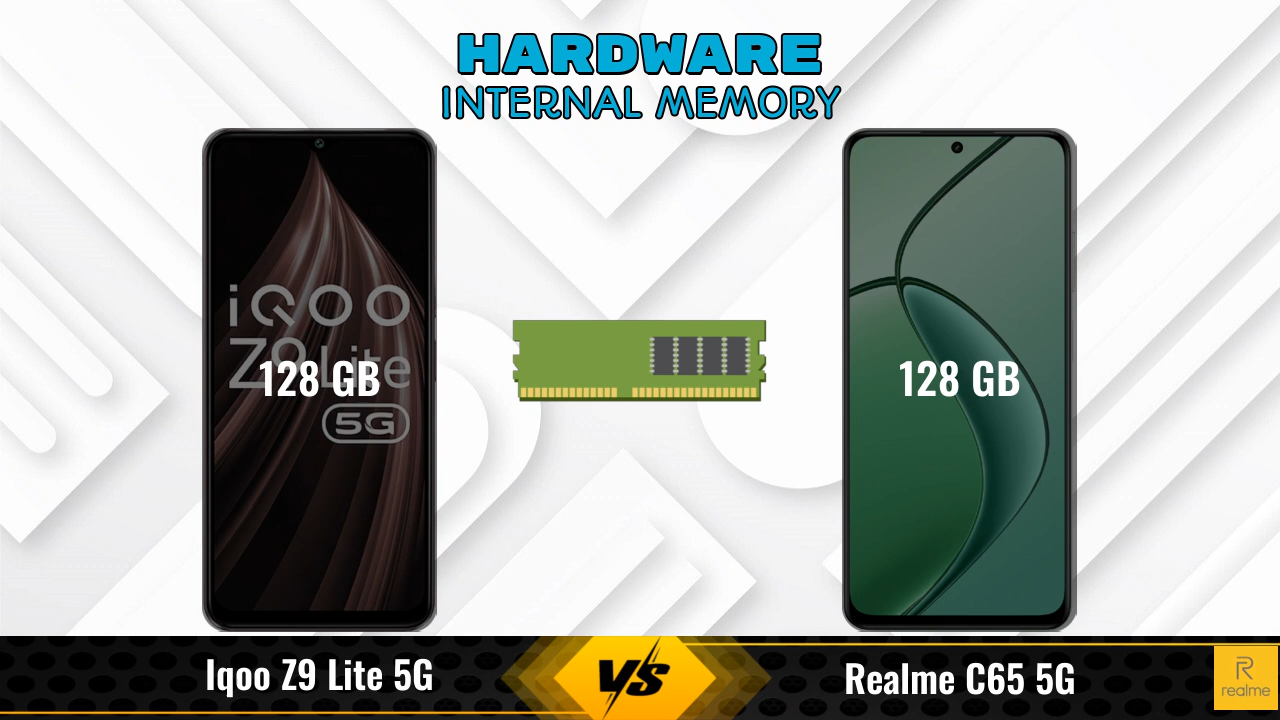 HARDWARE
INTERNAL MEMORY
iQOO
Z9 Lite
128 GB
5G
128 GB
Iqoo Z9 Lite 5G
VS
Realme C65 5G
R
realme